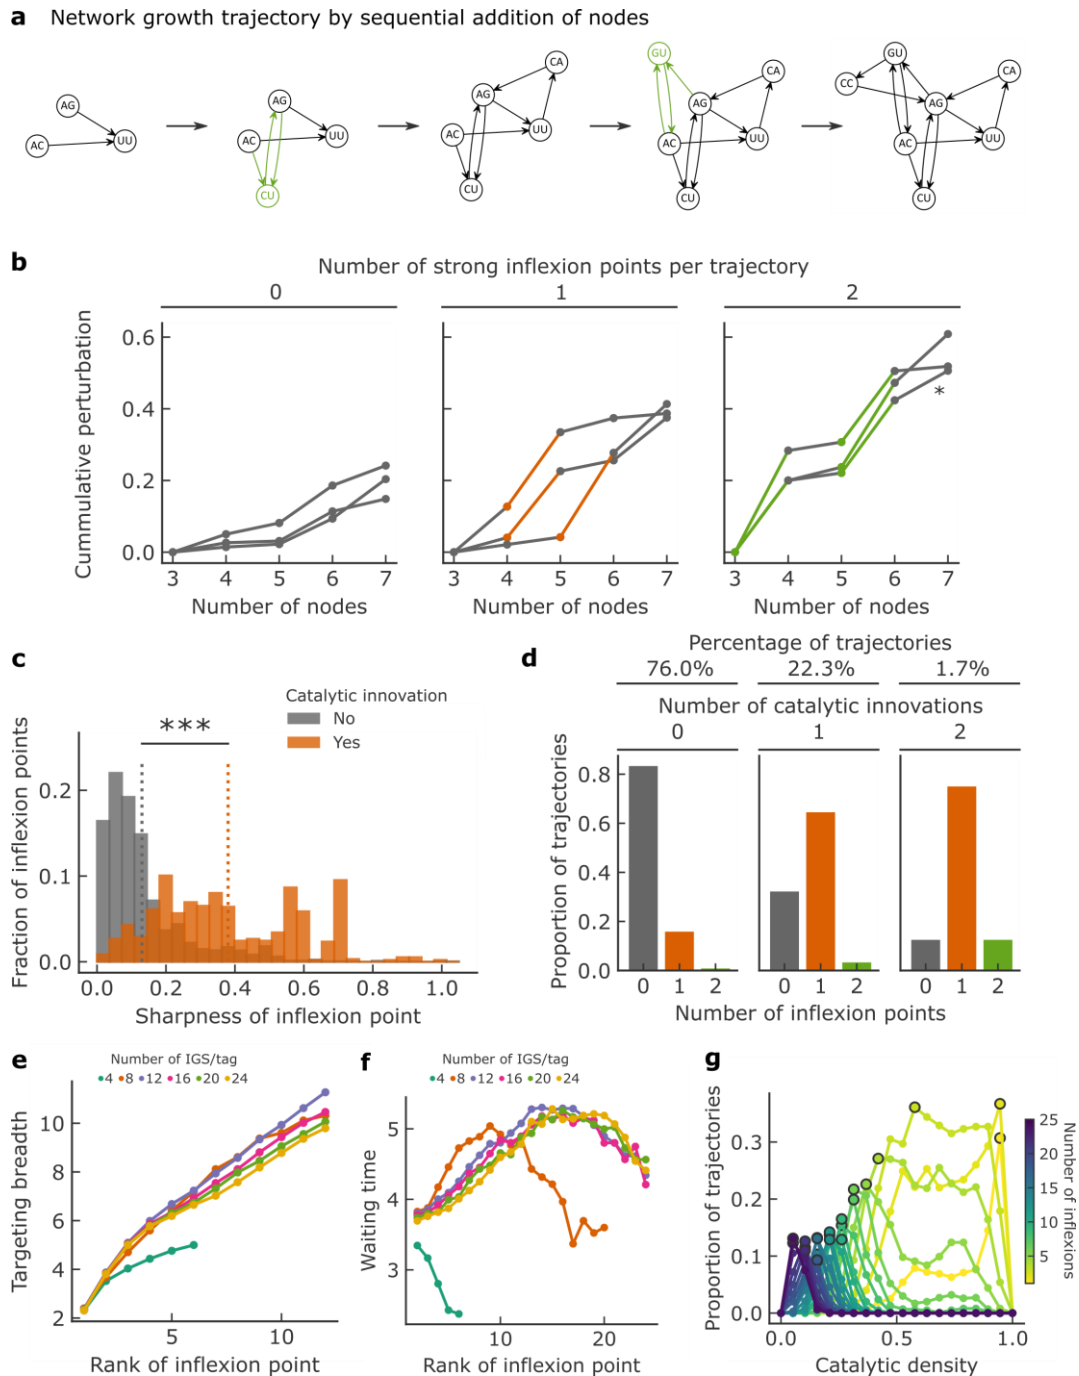 a Network growth trajectory by sequential addition of nodes
AG
AC
UU
AG
AC
UU
CU
CA
AG
AC
UU
CU
GU
CA
AG
AC
UU
CU
GU
CC
CA
AG
AC
UU
CU
b
Number of strong inflexion points per trajectory
0 1 2
Cummulative perturbation
0.6
0.4
0.2
0.0
3 4 5 6 7
3 4 5 6 7
3 4 5 6 7
*
Number of nodes
Number of nodes
Number of nodes
c
Catalytic innovation
No
Yes
***
Fraction of inflexion points
0.2
0.1
0.0
0.0 0.2 0.4 0.6 0.8 1.0
Sharpness of inflexion point
d
Percentage of trajectories
76.0% 22.3% 1.7%
Number of catalytic innovations
0 1 2
Proportion of trajectories
0.8
0.6
0.4
0.2
0.0
0 1 2
0 1 2
0 1 2
Number of inflexion points
e
Number of IGS/tag
4 8 12 16 20 24
Targeting breadth
10
8
6
4
2
5 10
Rank of inflexion point
f
Number of IGS/tag
4 8 12 16 20 24
Waiting time
5
4
3
10 20
Rank of inflexion point
g
Proportion of trajectories
0.3
0.2
0.1
0.0
0.0 0.5 1.0
Catalytic density
25
20
15
10
5
Number of inflexions